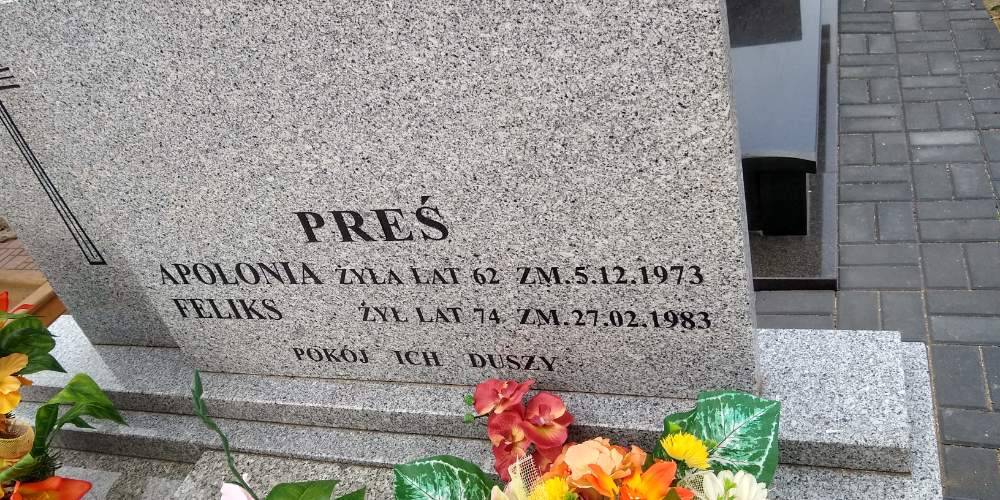 PREŚ
APOLONIA ŻYŁA LAT 62 ZM.5.12.1973
FELIKS ŻYŁ LAT 74 ZM.27.02.1983
POKÓJ ICH DUSZY